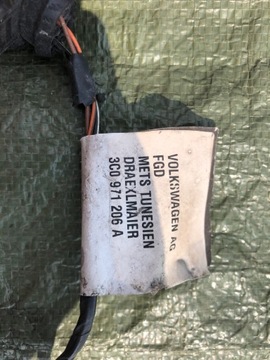 VOLKSWAGEN AG
FGD
METS TUNESIEN
DRAEXLMAIER
3C0 971 206 A